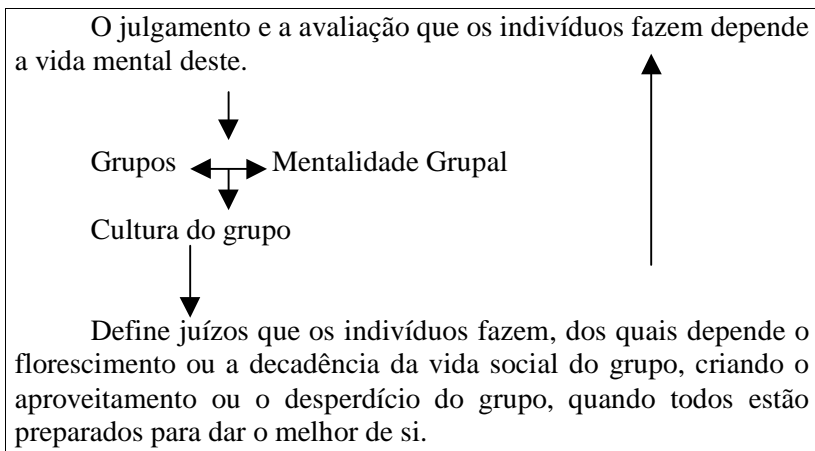 O julgamento e a avaliação que os indivíduos fazem depende
a vida mental deste.
Grupos Mentalidade Grupal
Cultura do grupo
Define juízos que os indivíduos fazem, dos quais depende o
florescimento ou a decadência da vida social do grupo, criando o
aproveitamento ou o desperdício do grupo, quando todos estão
preparados para dar o melhor de si.